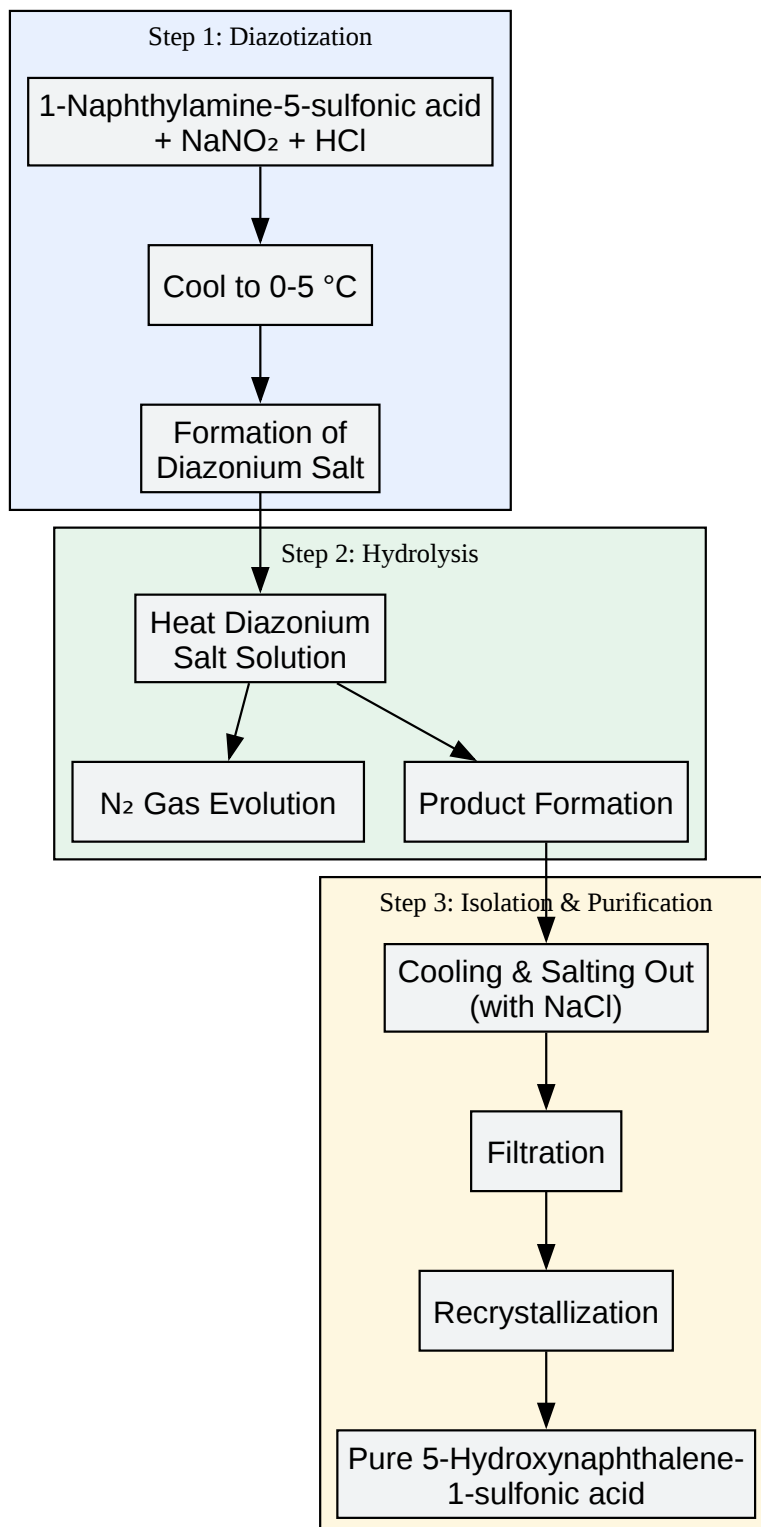 Step 1: Diazotization
1-Naphthylamine-5-sulfonic acid
+ NaNO₂ + HCl
Cool to 0-5 °C
Formation of
Diazonium Salt
Step 2: Hydrolysis
Heat Diazonium
Salt Solution
N₂ Gas Evolution
Product Formation
Step 3: Isolation & Purification
Cooling & Salting Out
(with NaCl)
Filtration
Recrystallization
Pure 5-Hydroxynaphthalene-
1-sulfonic acid